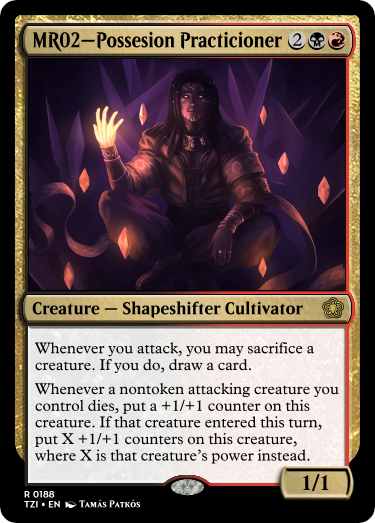 MR02—Possesion Practicioner 2
Creature — Shapeshifter Cultivator
Whenever you attack, you may sacrifice a
creature. If you do, draw a card.
Whenever a nontoken attacking creature you
control dies, put a +1/+1 counter on this
creature. If that creature entered this turn,
put X +1/+1 counters on this creature,
where X is that creature's power instead.
1/1
R 0188
TZI • EN Tamás Patkós